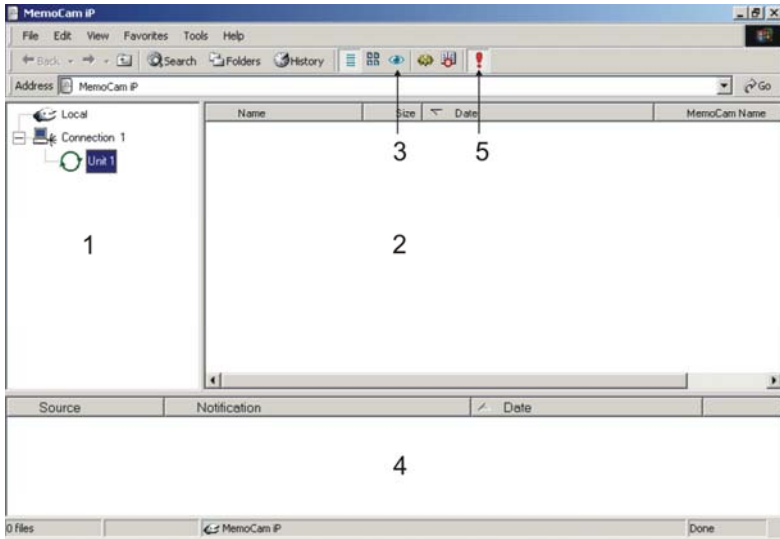 MemoCam iP
File Edit View Favorites Tools Help
Back Search Folders History
Address MemoCam iP Go
Local
Connection 1
Unit 1
Name Size Date MemoCam Name
3 5
1 2
Source Notification Date
4
0 files MemoCam iP Done